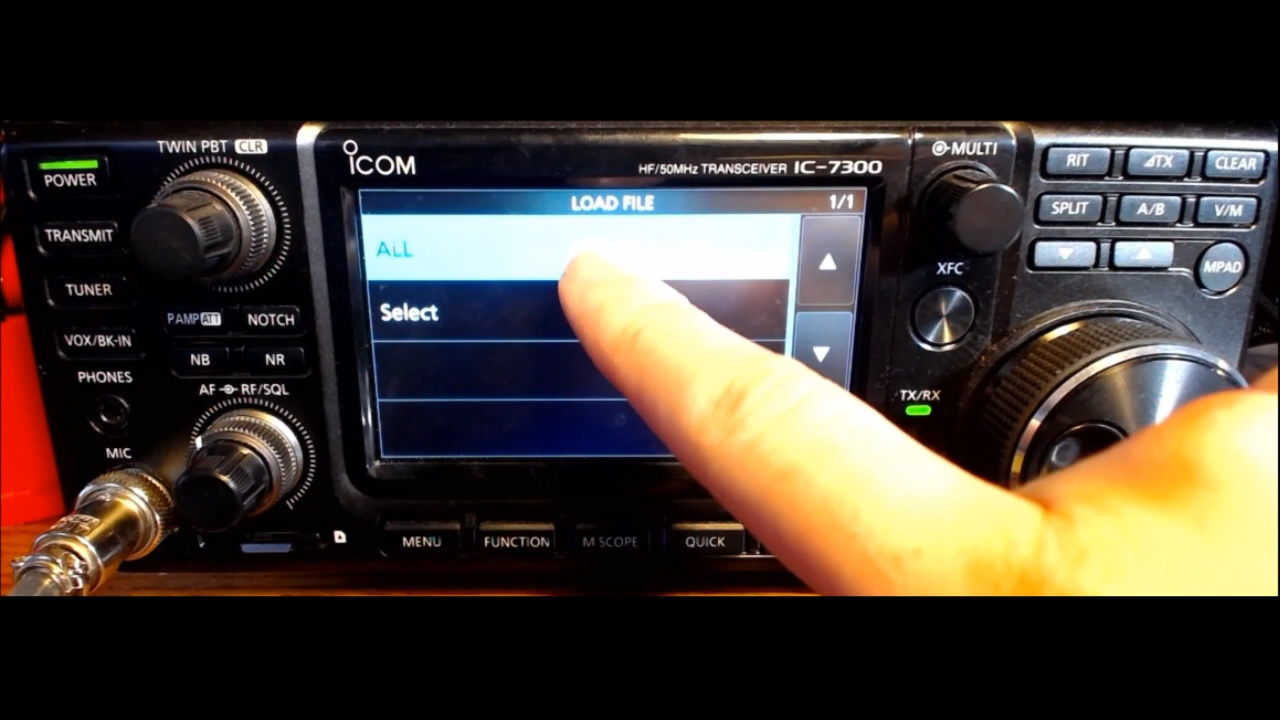 TWIN PBT CLR
POWER
TRANSMIT
TUNER
VOX/BK-IN
PHONES
MIC
PAMP ATT
NOTCH
NB
NR
AF RF/SQL
ICOM
HF/50MHz TRANSCEIVER IC-7300
LOAD FILE 1/1
ALL
Select
MENU
FUNCTION
M SCOPE
QUICK
MULTI
XFC
TX/RX
RIT
⊿TX
CLEAR
SPLIT
A/B
V/M
MPAD